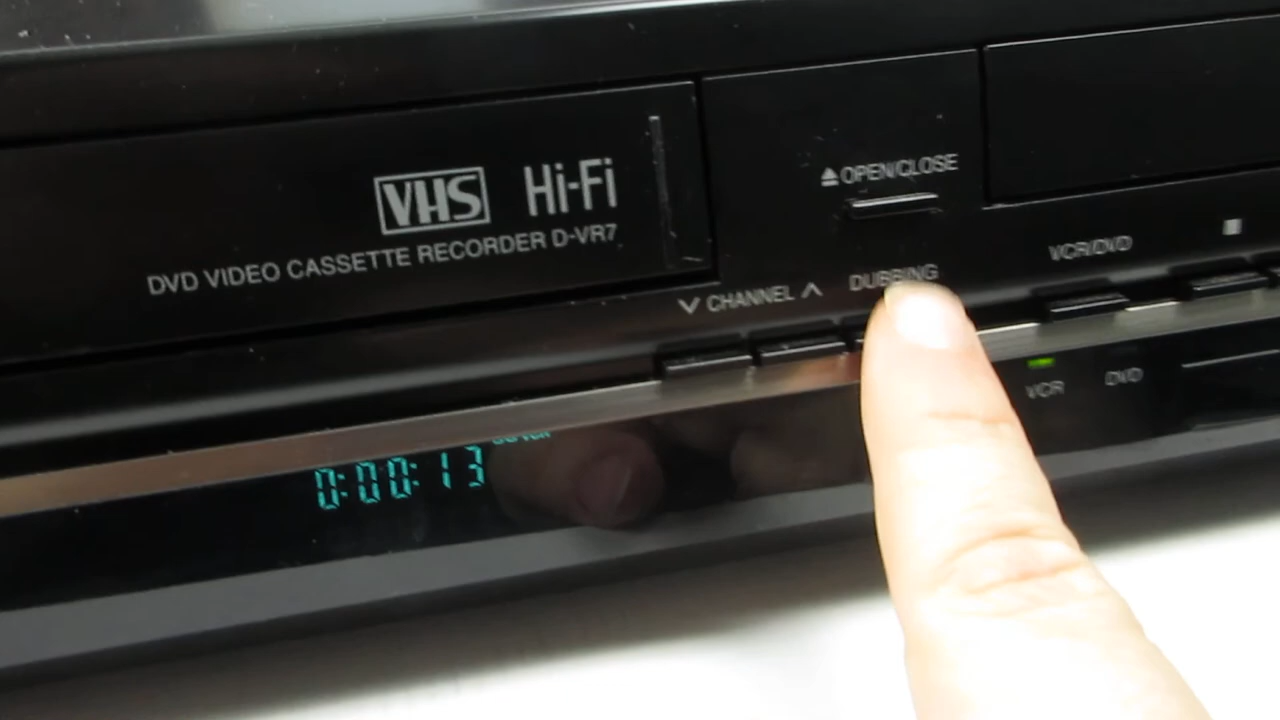 VHS Hi-Fi
DVD VIDEO CASSETTE RECORDER D-VR7
OPEN/CLOSE
CHANNEL
DUBBING
VCR/DVD
VCR
DVD
0:00:13